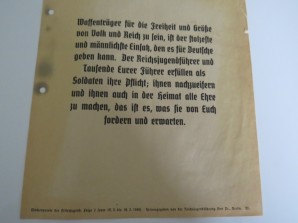 Waffenträger für die Freiheit und Größe
von Volk und Reich zu sein, ist der stolzeste
und männlichste Einsatz, den es für Deutsche
geben kann. Der Reichsjugendführer und
Tausende Eurer Führer erfüllen als
Soldaten ihre Pflicht; ihnen nachzueifern
und ihnen auch in der Heimat alle Ehre
zu machen, das ist es, was sie von Euch
fordern und erwarten.